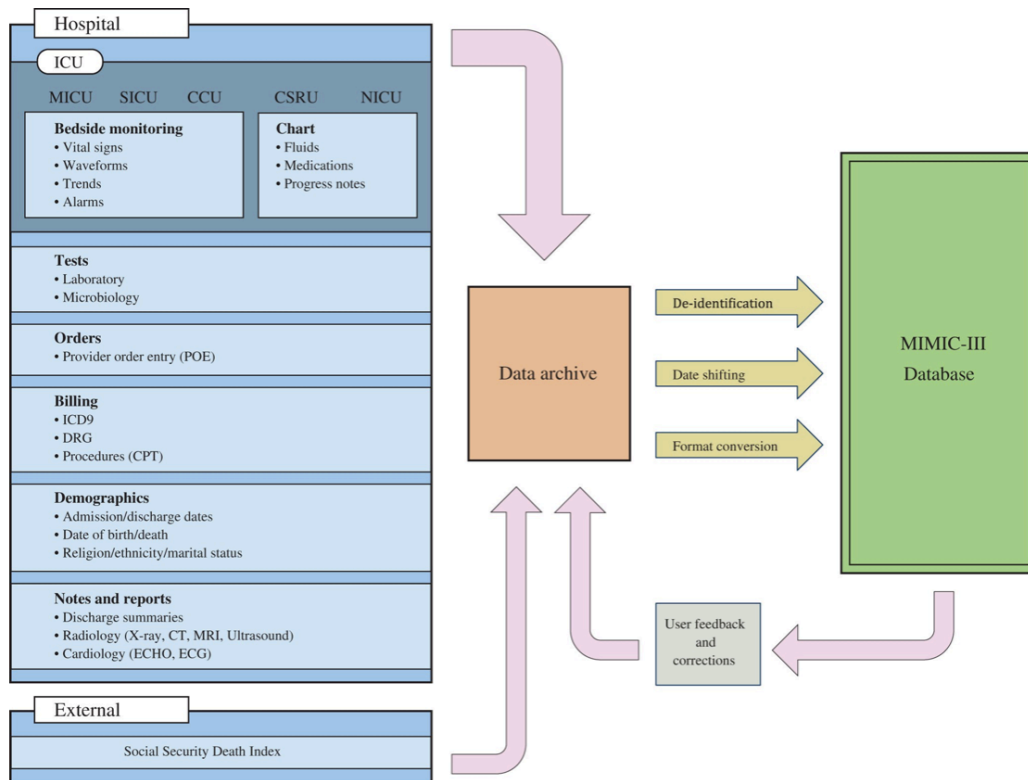 Hospital
ICU
MICU SICU CCU CSRU NICU
Bedside monitoring
• Vital signs
• Waveforms
• Trends
• Alarms
Chart
• Fluids
• Medications
• Progress notes
Tests
• Laboratory
• Microbiology
Orders
• Provider order entry (POE)
Billing
• ICD9
• DRG
• Procedures (CPT)
Demographics
• Admission/discharge dates
• Date of birth/death
• Religion/ethnicity/marital status
Notes and reports
• Discharge summaries
• Radiology (X-ray, CT, MRI, Ultrasound)
• Cardiology (ECHO, ECG)
External
Social Security Death Index
Data archive
De-identification
Date shifting
Format conversion
MIMIC-III
Database
User feedback
and
corrections